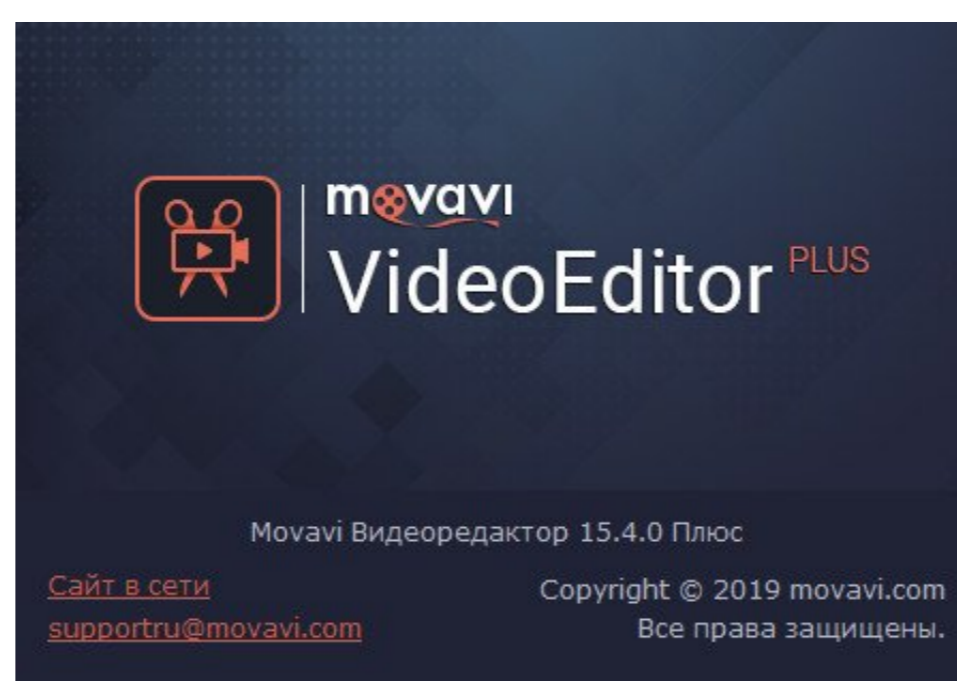 movavi
VideoEditor PLUS
Movavi Видеоредактор 15.4.0 Плюс
Сайт в сети
supportru@movavi.com
Copyright © 2019 movavi.com
Все права защищены.